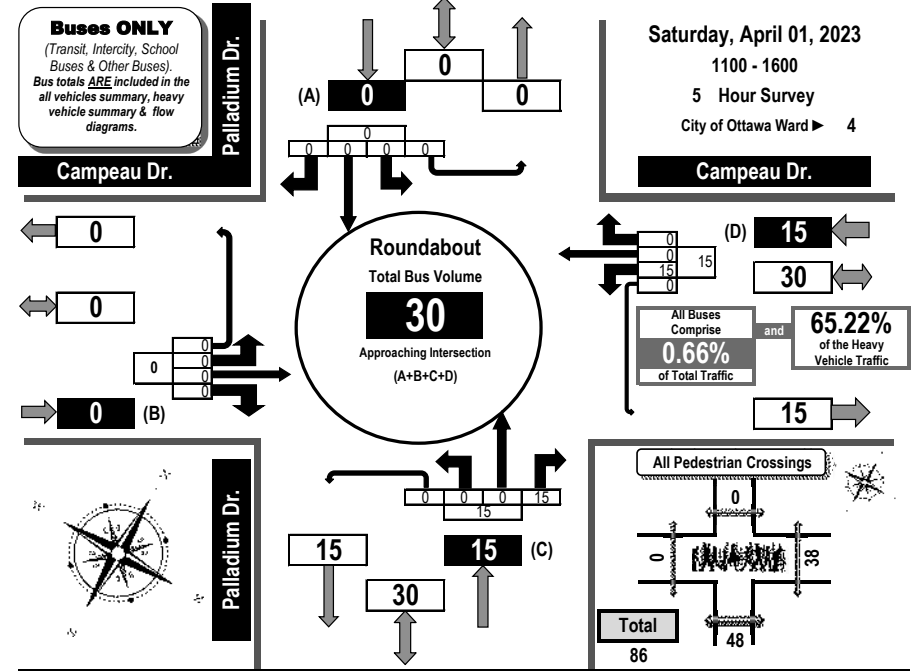 Buses ONLY
(Transit, Intercity, School
Buses & Other Buses).
Bus totals ARE included in the
all vehicles summary, heavy
vehicle summary & flow
diagrams.
Palladium Dr.
Campeau Dr.
0
(A) 0
0
0
0 0 0 0
Saturday, April 01, 2023
1100 - 1600
5 Hour Survey
City of Ottawa Ward ► 4
Campeau Dr.
0
0
0
0
0
0
0
0 (B)
Roundabout
Total Bus Volume
30
Approaching Intersection
(A+B+C+D)
(D) 15
30
0
0
15
0
15
All Buses
Comprise
0.66%
of Total Traffic
and
65.22%
of the Heavy
Vehicle Traffic
15
Palladium Dr.
0 0 0 15
15
15
15 (C)
30
All Pedestrian Crossings
0
0
38
48
Total
86